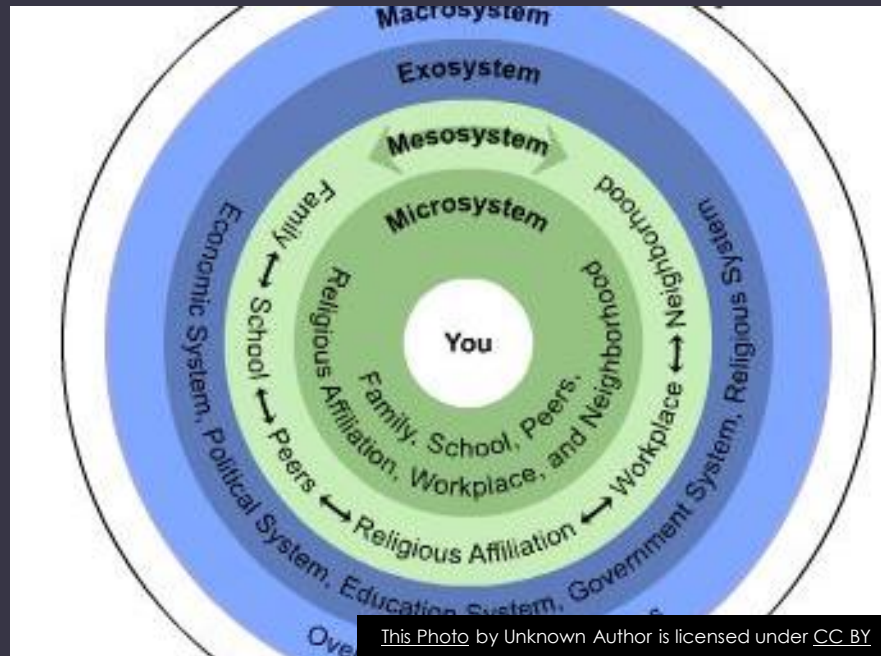 Macrosystem
Exosystem
Mesosystem
Microsystem
You
Family, School, Peers,
Religious Affiliation, Workplace, and Neighborhood
Family ↔ School ↔ Peers ↔ Religious Affiliation ↔ Workplace ↔ Neighborhood
Neighborhood
Economic System, Political System, Education System, Government System, Religious System
This Photo by Unknown Author is licensed under CC BY